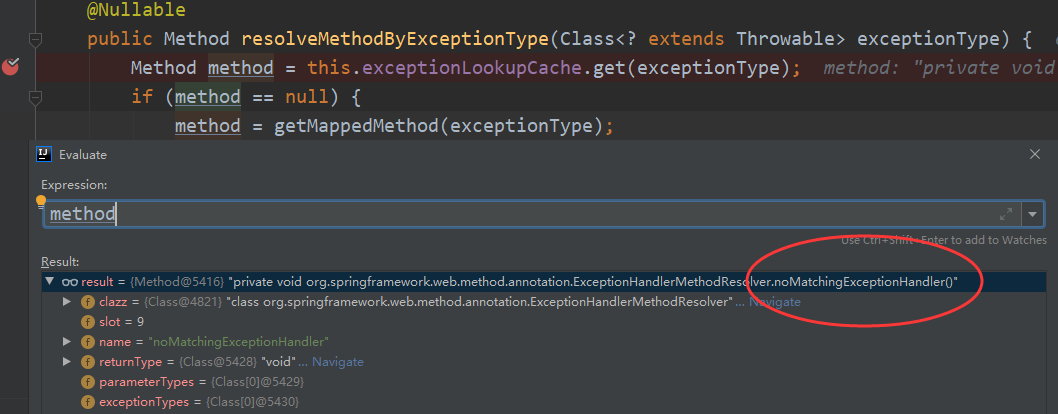 @Nullable
public Method resolveMethodByExceptionType(Class<? extends Throwable> exceptionType) {
Method method = this.exceptionLookupCache.get(exceptionType); method: "private void
if (method == null) {
method = getMappedMethod(exceptionType);
Evaluate
Expression:
method
Use Ctrl+Shift+Enter to add to Watches
Result:
result = {Method@5416} "private void org.springframework.web.method.annotation.ExceptionHandlerMethodResolver.noMatchingExceptionHandler()"
clazz = {Class@4821} "class org.springframework.web.method.annotation.ExceptionHandlerMethodResolver" ... Navigate
slot = 9
name = "noMatchingExceptionHandler"
returnType = {Class@5428} "void" ... Navigate
parameterTypes = {Class[0]@5429}
exceptionTypes = {Class[0]@5430}